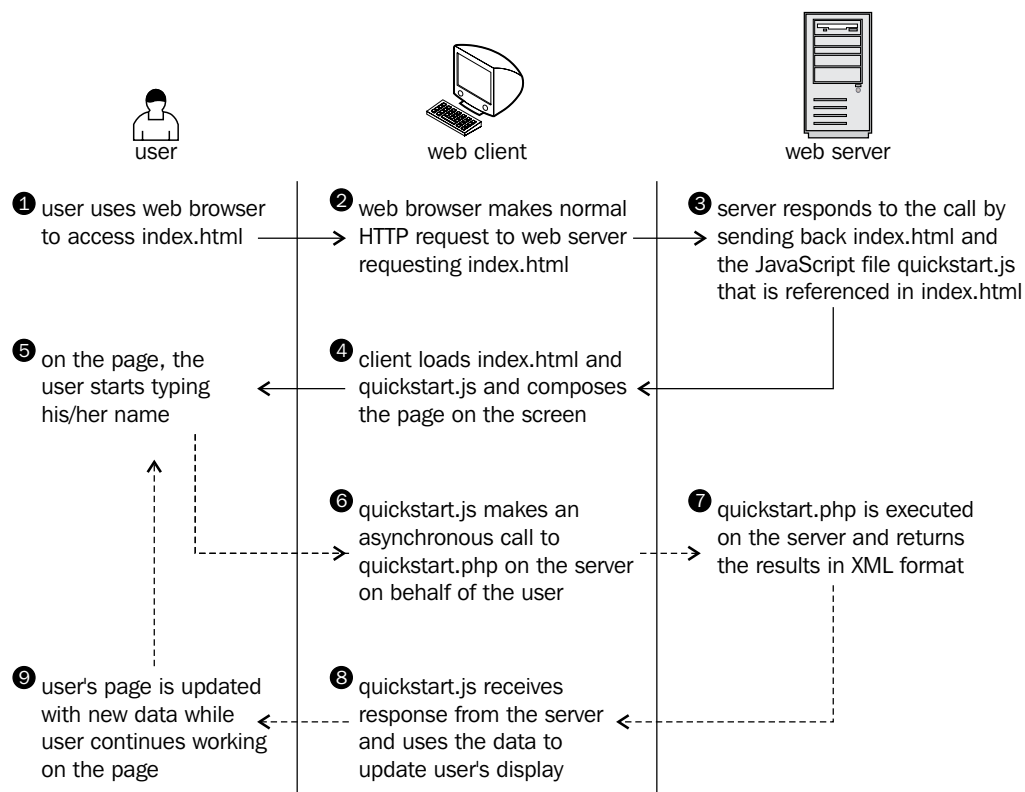 user
web client
web server
1 user uses web browser
to access index.html
2 web browser makes normal
HTTP request to web server
requesting index.html
3 server responds to the call by
sending back index.html and
the JavaScript file quickstart.js
that is referenced in index.html
4 client loads index.html and
quickstart.js and composes
the page on the screen
5 on the page, the
user starts typing
his/her name
6 quickstart.js makes an
asynchronous call to
quickstart.php on the server
on behalf of the user
7 quickstart.php is executed
on the server and returns
the results in XML format
8 quickstart.js receives
response from the server
and uses the data to
update user's display
9 user's page is updated
with new data while
user continues working
on the page